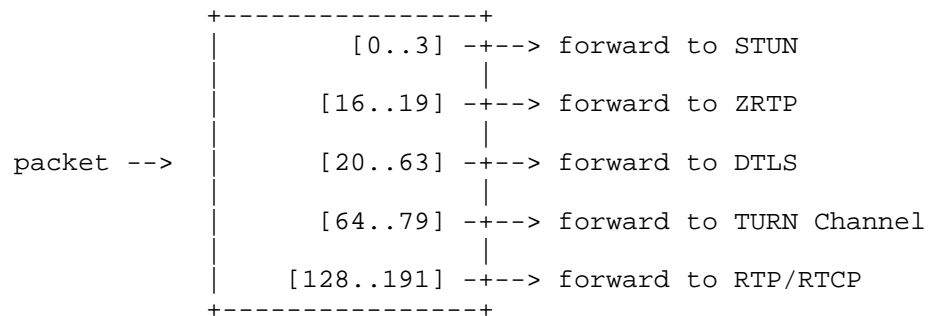 +----------------+
|        [0..3] -+--> forward to STUN
|                |
|      [16..19] -+--> forward to ZRTP
|                |
packet -->  |      [20..63] -+--> forward to DTLS
|                |
|      [64..79] -+--> forward to TURN Channel
|                |
|    [128..191] -+--> forward to RTP/RTCP
+----------------+